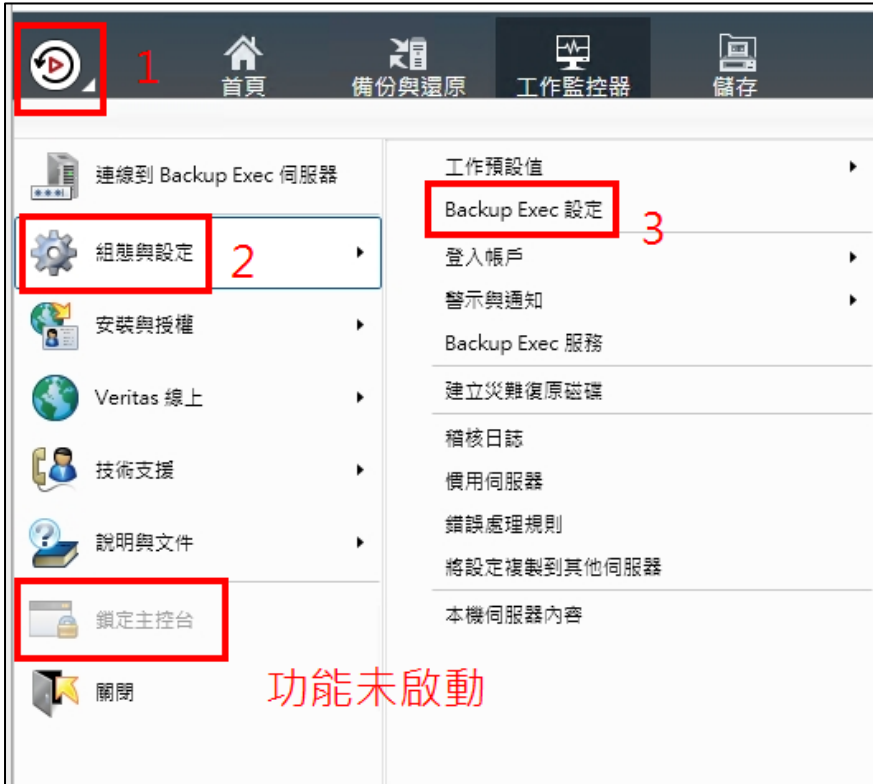 1
首頁
備份與還原
工作監控器
儲存
連線到 Backup Exec 伺服器
組態與設定
2
安裝與授權
Veritas 線上
技術支援
說明與文件
鎖定主控台
關閉
功能未啟動
工作預設值
Backup Exec 設定
3
登入帳戶
警示與通知
Backup Exec 服務
建立災難復原磁碟
稽核日誌
慣用伺服器
錯誤處理規則
將設定複製到其他伺服器
本機伺服器內容